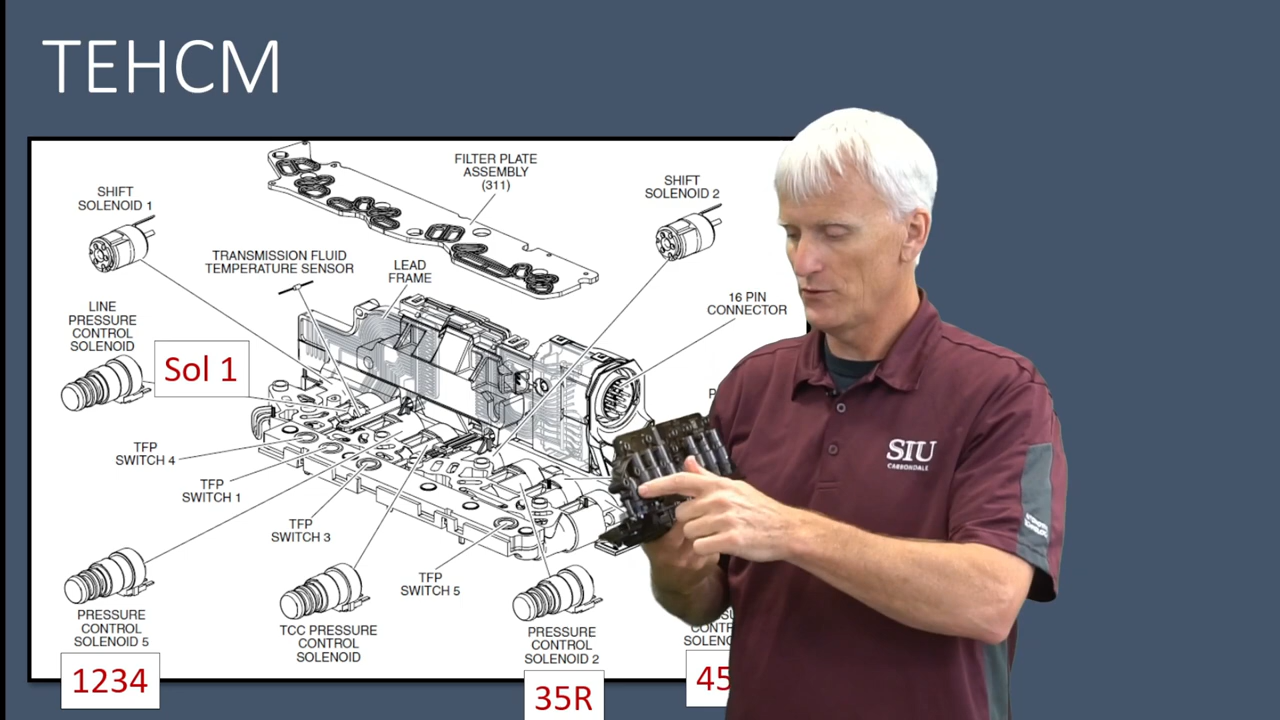 TEHCM
FILTER PLATE
ASSEMBLY
(311)
SHIFT
SOLENOID 1
SHIFT
SOLENOID 2
TRANSMISSION FLUID
TEMPERATURE SENSOR
LEAD
FRAME
16 PIN
CONNECTOR
LINE
PRESSURE
CONTROL
SOLENOID
Sol 1
TFP
SWITCH 4
TFP
SWITCH 1
TFP
SWITCH 3
TFP
SWITCH 5
PRESSURE
CONTROL
SOLENOID 5
TCC PRESSURE
CONTROL
SOLENOID
PRESSURE
CONTROL
SOLENOID 2
1234
35R
45
SIU
CARBONDALE